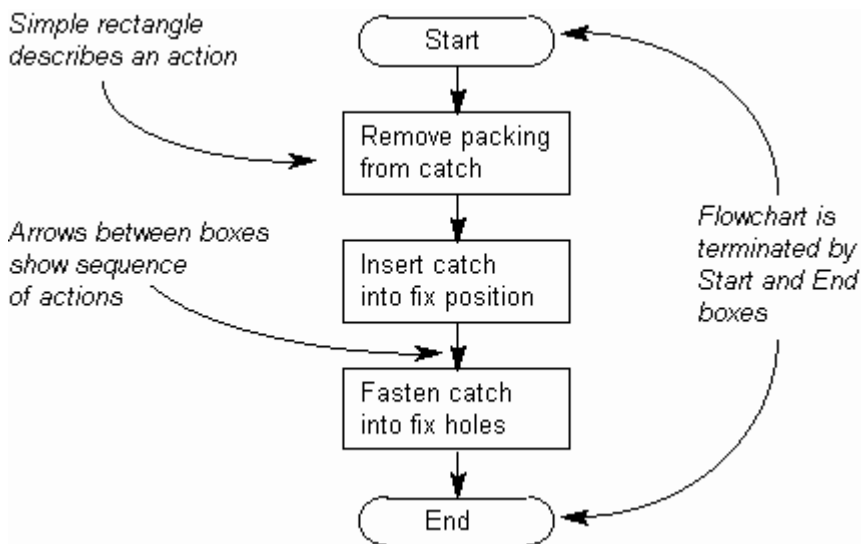 Simple rectangle
describes an action
Start
Remove packing
from catch
Arrows between boxes
show sequence
of actions
Insert catch
into fix position
Flowchart is
terminated by
Start and End
boxes
Fasten catch
into fix holes
End